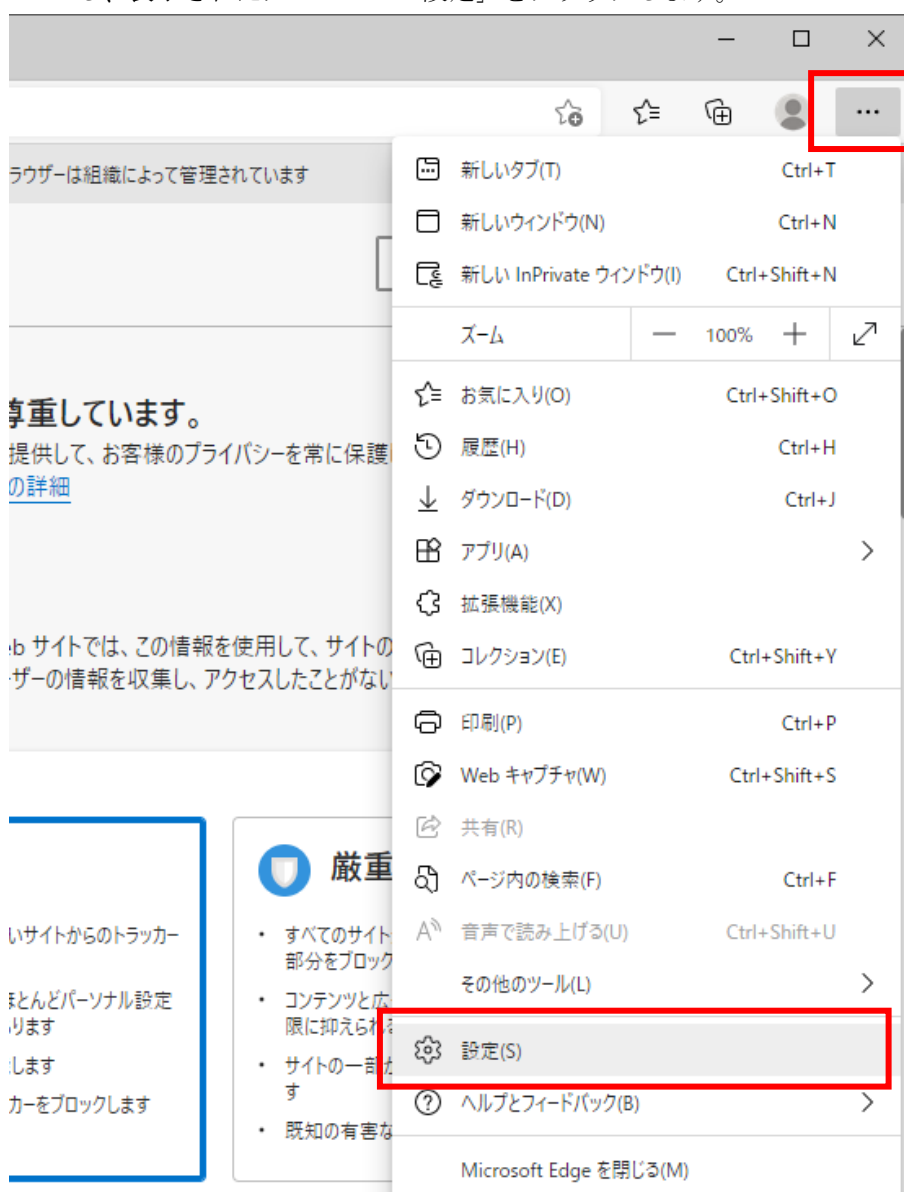 設定」をクリックします。
ラウザーは組織によって管理されています
新しいタブ(T) Ctrl+T
新しいウィンドウ(N) Ctrl+N
新しい InPrivate ウィンドウ(I) Ctrl+Shift+N
ズーム — 100% +
尊重しています。
提供して、お客様のプライバシーを常に保護
の詳細
お気に入り(O) Ctrl+Shift+O
履歴(H) Ctrl+H
ダウンロード(D) Ctrl+J
アプリ(A)
拡張機能(X)
eb サイトでは、この情報を使用して、サイトの
コレクション(E) Ctrl+Shift+Y
ーザーの情報を収集し、アクセスしたことがない
印刷(P) Ctrl+P
Web キャプチャ(W) Ctrl+Shift+S
共有(R)
ページ内の検索(F) Ctrl+F
音声で読み上げる(U) Ctrl+Shift+U
その他のツール(L)
設定(S)
ヘルプとフィードバック(B)
Microsoft Edge を閉じる(M)
いサイトからのトラッカー
ほとんどパーソナル設定
ります
します
カーをブロックします
厳重
・ すべてのサイト
部分をブロック
・ コンテンツと広
限に抑えられ
・ サイトの一部が
す
・ 既知の有害な